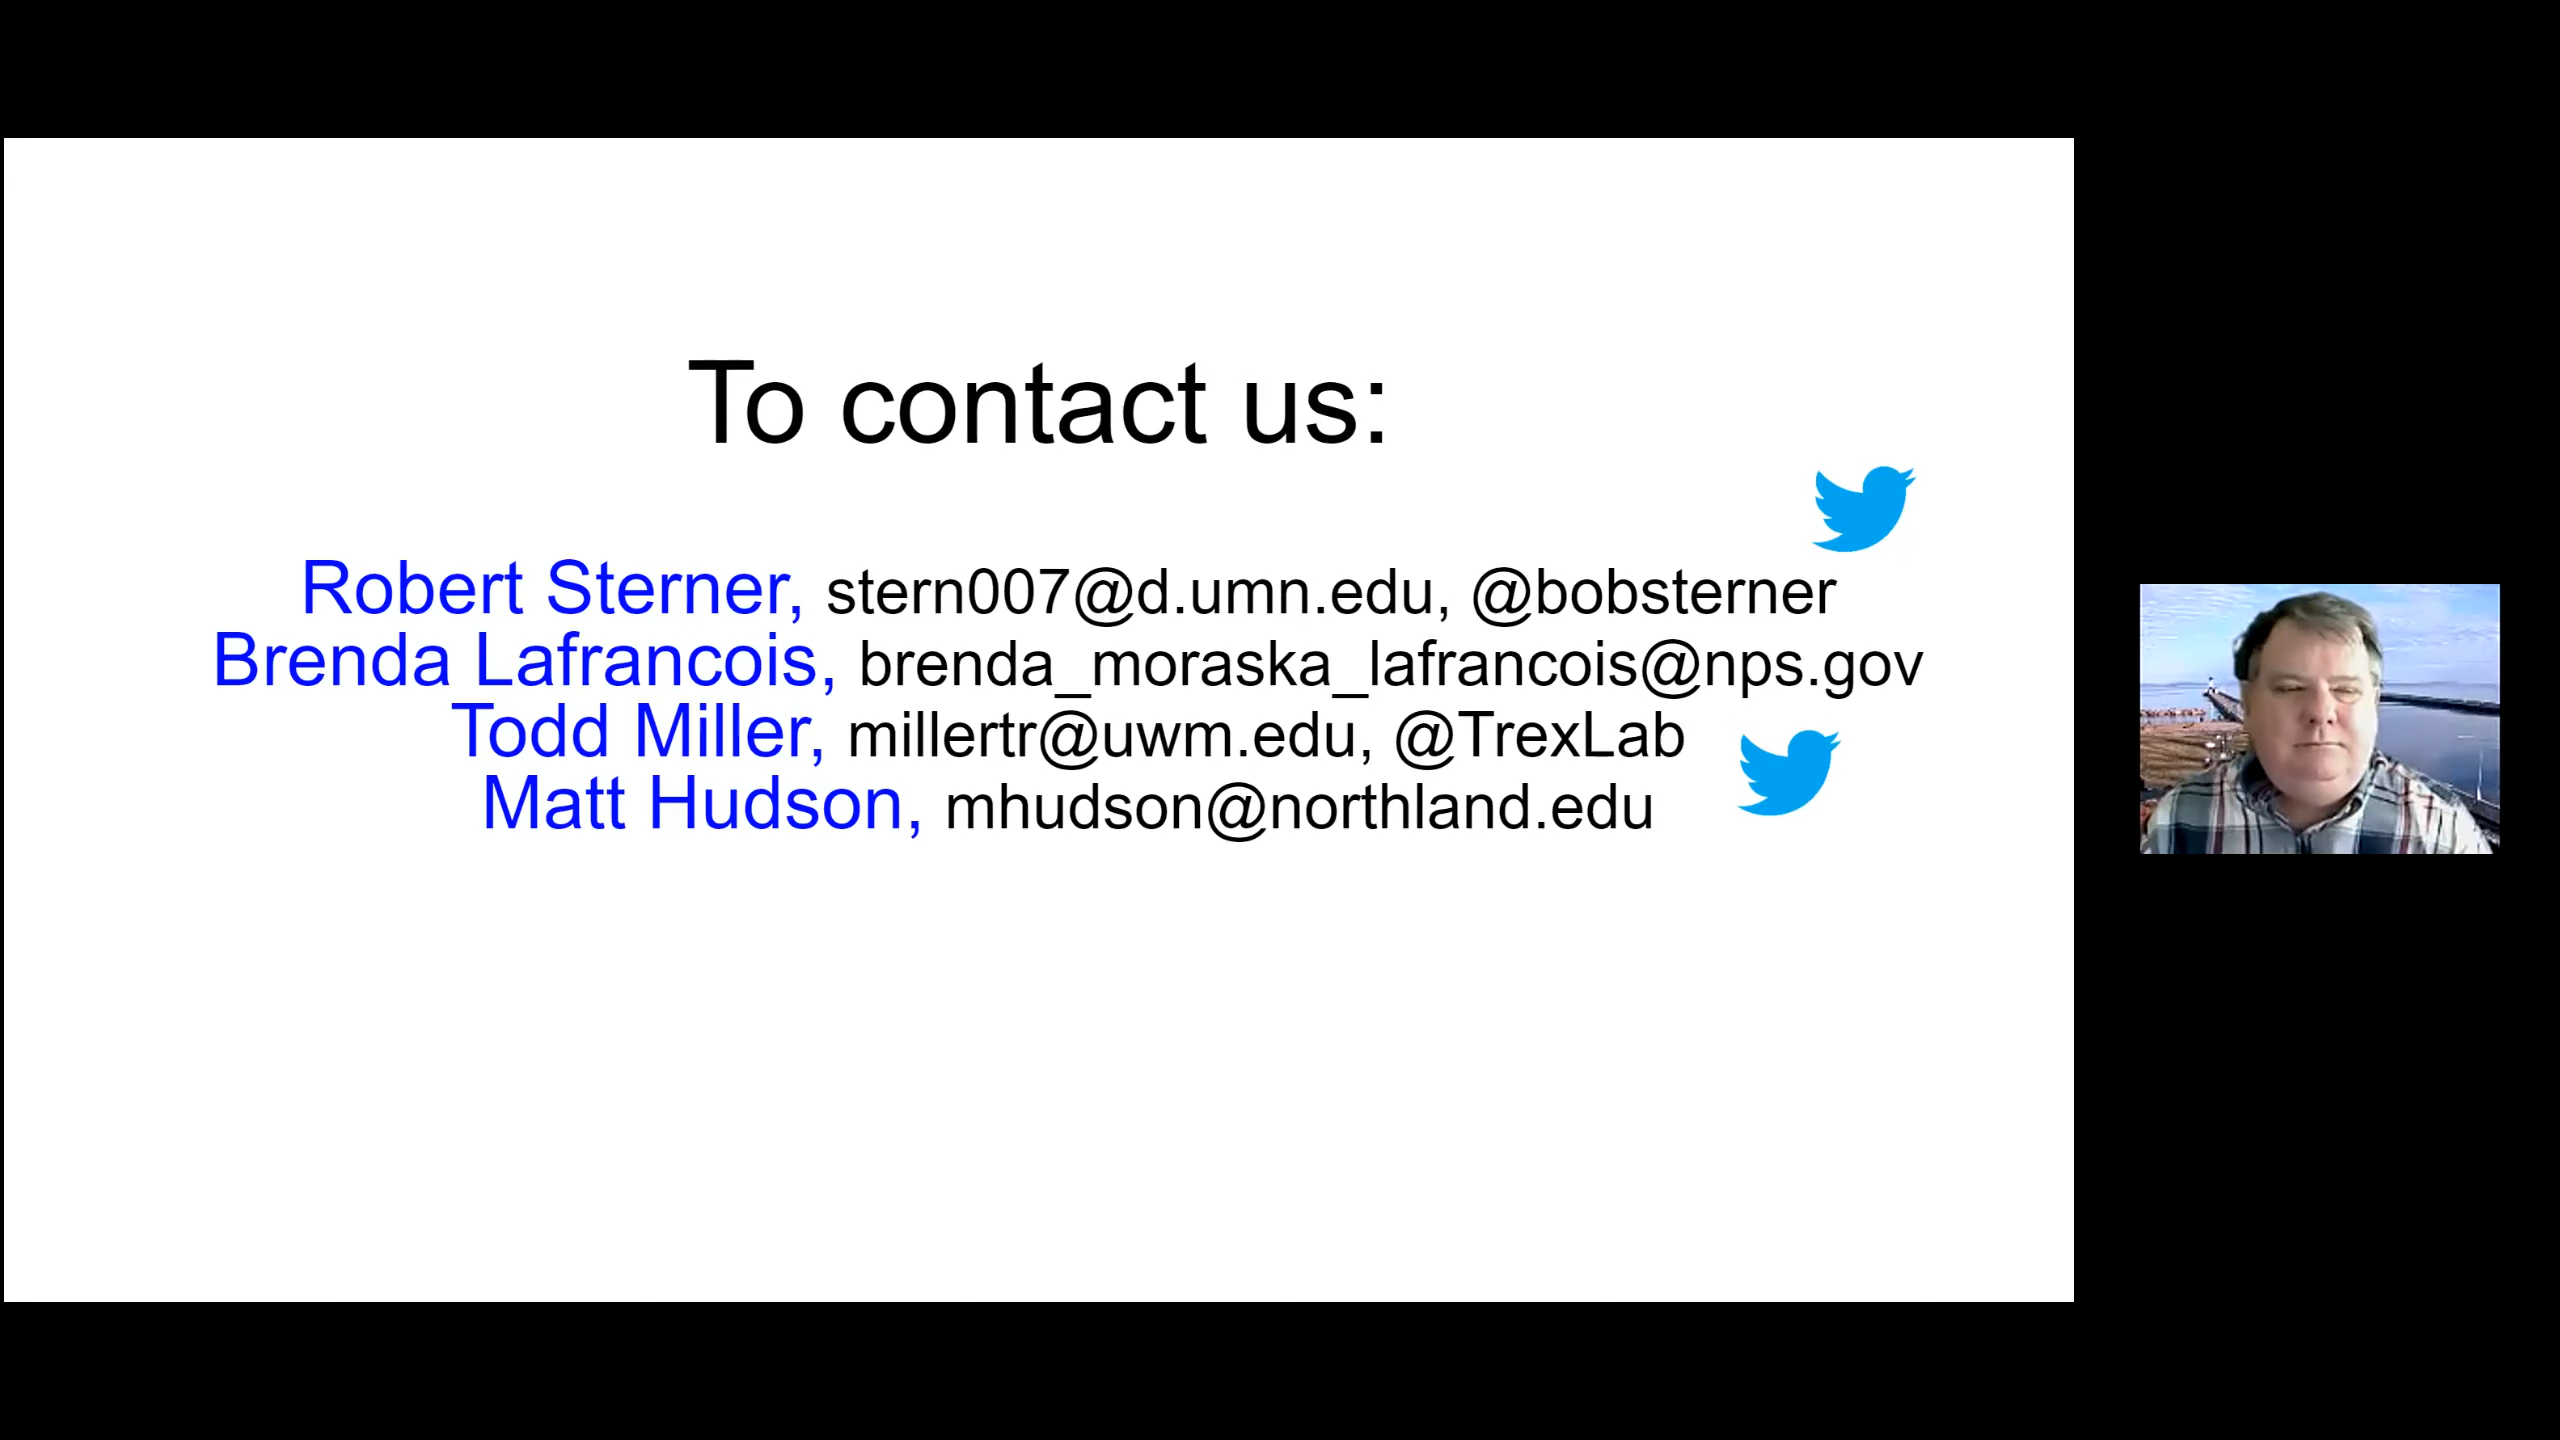 To contact us:
Robert Sterner, stern007@d.umn.edu, @bobsterner
Brenda Lafrancois, brenda_moraska_lafrancois@nps.gov
Todd Miller, millertr@uwm.edu, @TrexLab
Matt Hudson, mhudson@northland.edu